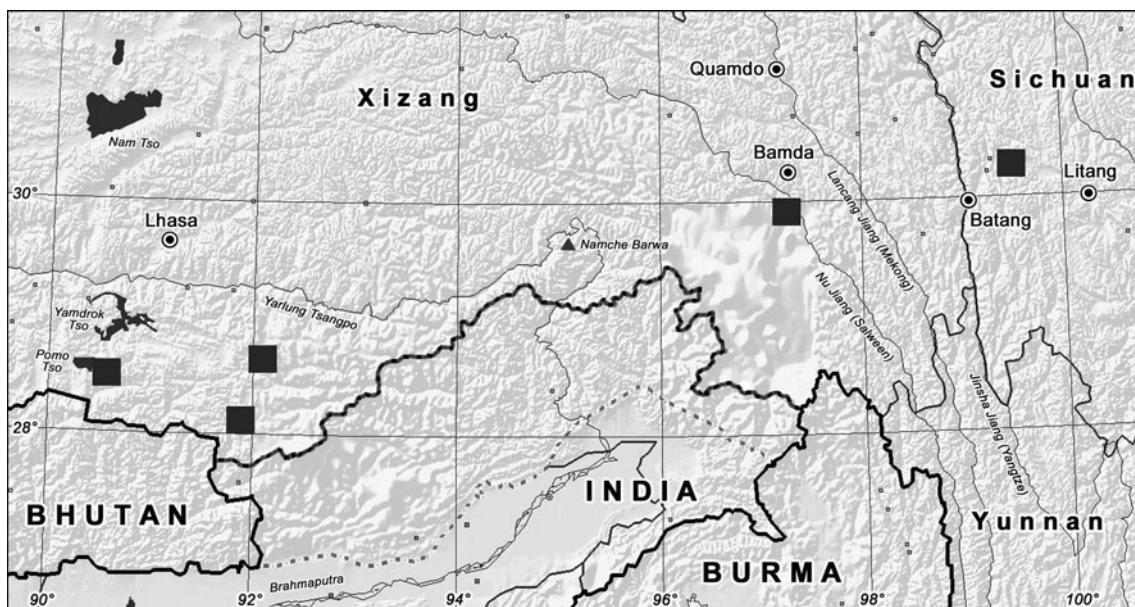 Quamdo
Sichuan
Xizang
Nam Tso
Bamda
Litang
30°
Lancang Jiang (Mekong)
Lhasa
Batang
Namche Barwa
Yamdrok
Tso
Yarlung Tsangpo
Nu Jiang (Salween)
Pomo
Tso
Jinsha Jiang (Yangtze)
28°
INDIA
BHUTAN
Yunnan
BURMA
Brahmaputra
90°
92°
94°
96°
98°
100°